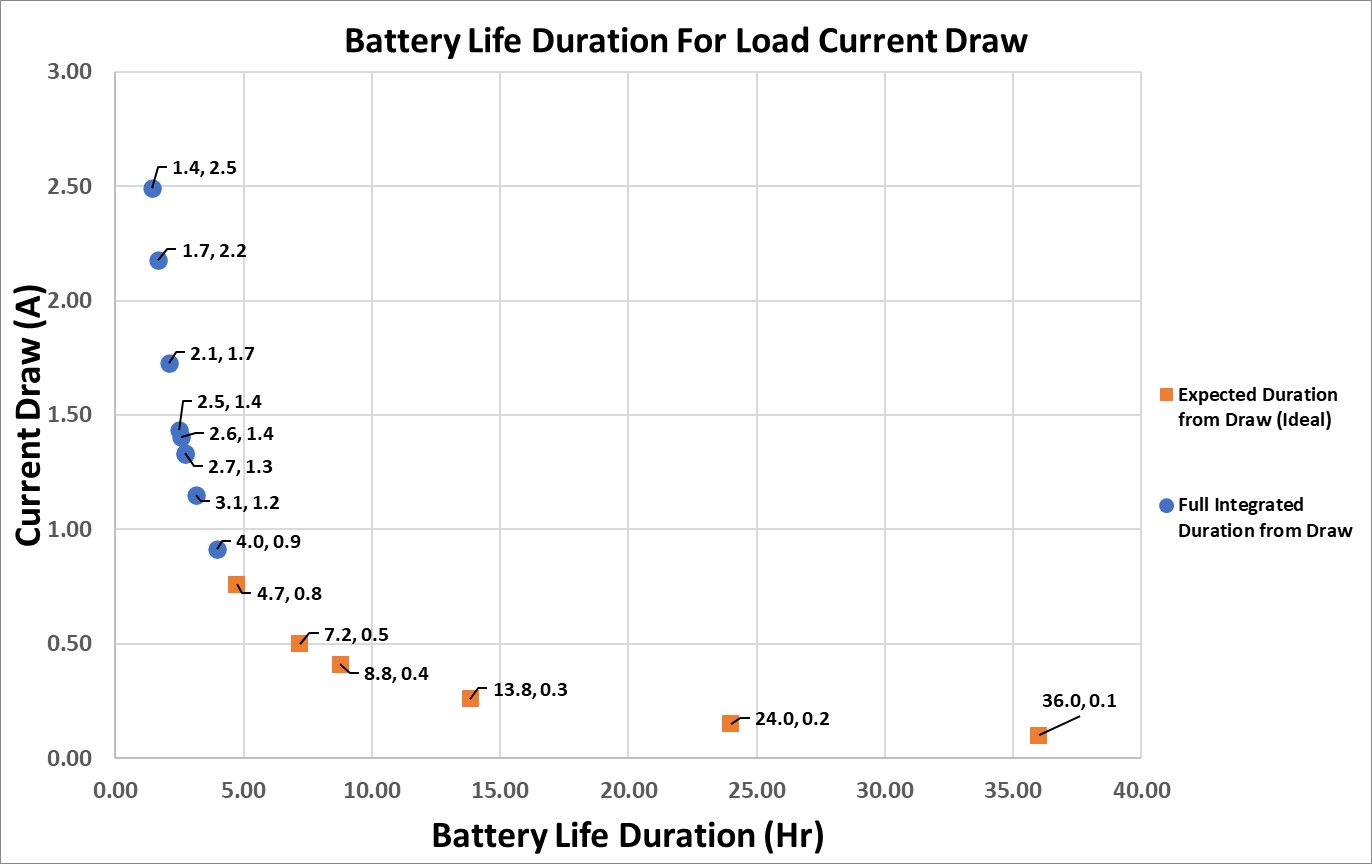 Battery Life Duration For Load Current Draw
3.00
2.50
2.00
1.50
1.00
0.50
0.00
Current Draw (A)
1.4, 2.5
1.7, 2.2
2.1, 1.7
2.5, 1.4
2.6, 1.4
2.7, 1.3
3.1, 1.2
4.0, 0.9
4.7, 0.8
7.2, 0.5
8.8, 0.4
13.8, 0.3
24.0, 0.2
36.0, 0.1
0.00 5.00 10.00 15.00 20.00 25.00 30.00 35.00 40.00
Battery Life Duration (Hr)
Expected Duration
from Draw (Ideal)
Full Integrated
Duration from Draw